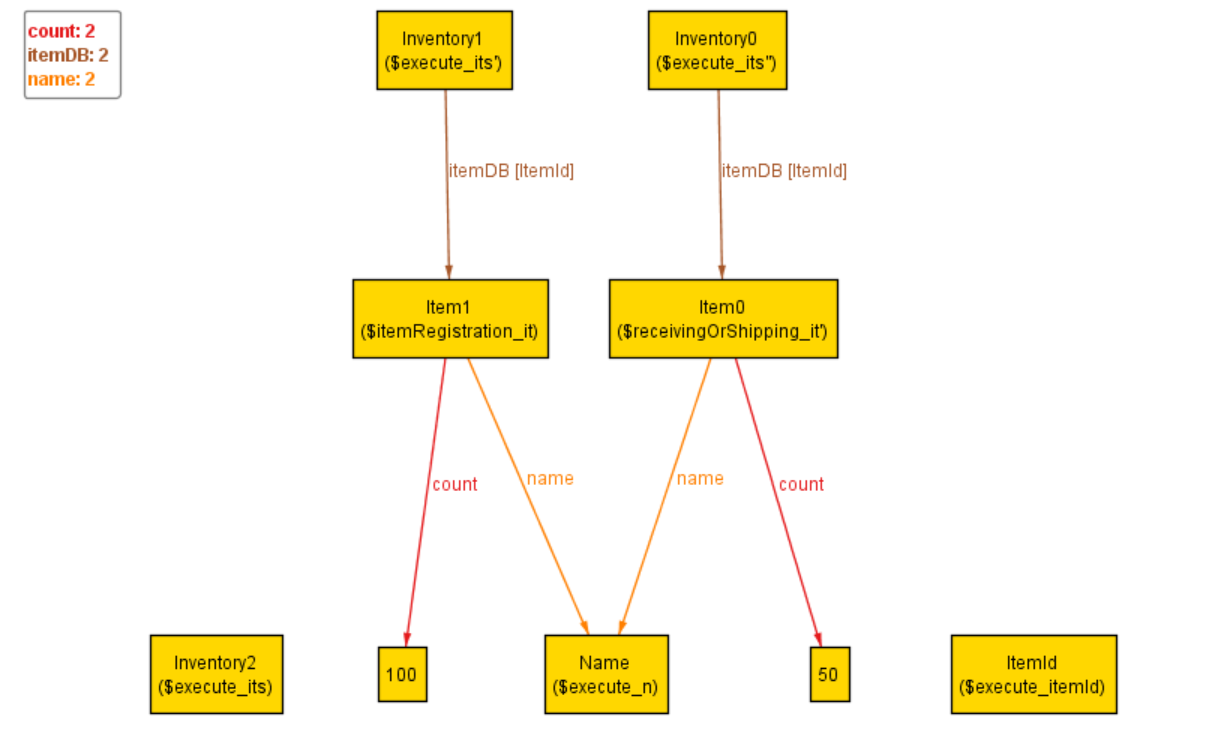 count: 2
itemDB: 2
name: 2
Inventory1
($execute_its')
Inventory0
($execute_its'')
itemDB [ItemId]
itemDB [ItemId]
Item1
($itemRegistration_it)
Item0
($receivingOrShipping_it')
count
name
name
count
Inventory2
($execute_its)
100
Name
($execute_n)
50
ItemId
($execute_itemId)